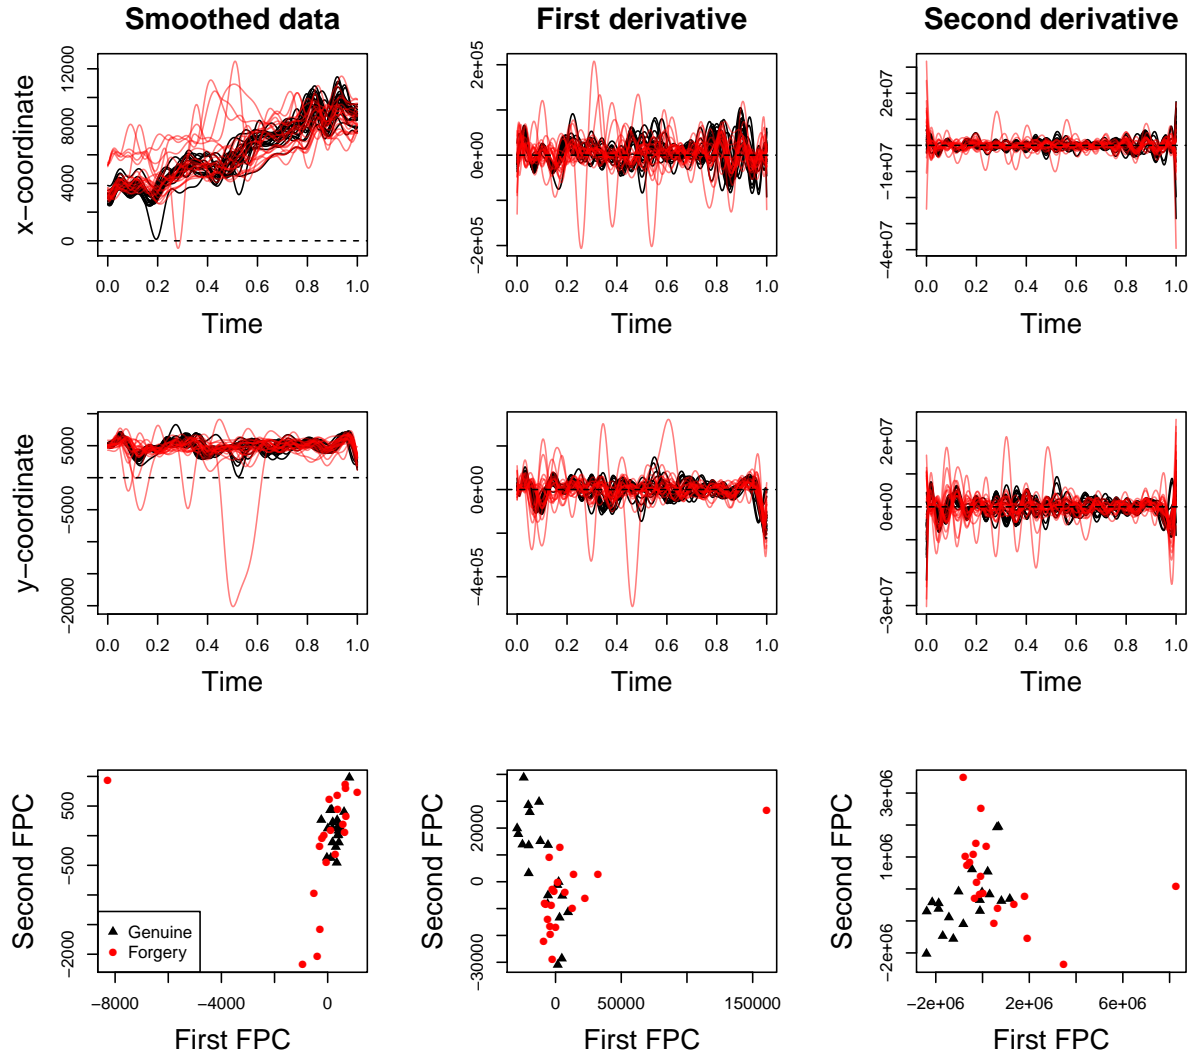 Smoothed data First derivative Second derivative
x−coordinate
0 4000 8000 12000
−2e+05 0e+00 2e+05
−4e+07 −1e+07 2e+07
0.0 0.2 0.4 0.6 0.8 1.0 0.0 0.2 0.4 0.6 0.8 1.0 0.0 0.2 0.4 0.6 0.8 1.0
Time Time Time
y−coordinate
−20000 −5000 5000
−4e+05 0e+00
−3e+07 0e+00 2e+07
0.0 0.2 0.4 0.6 0.8 1.0 0.0 0.2 0.4 0.6 0.8 1.0 0.0 0.2 0.4 0.6 0.8 1.0
Time Time Time
Second FPC Second FPC Second FPC
−2000 −500 500
−30000 0 20000
−2e+06 1e+06 3e+06
Genuine
Forgery
−8000 −4000 0 0 50000 150000 −2e+06 2e+06 6e+06
First FPC First FPC First FPC